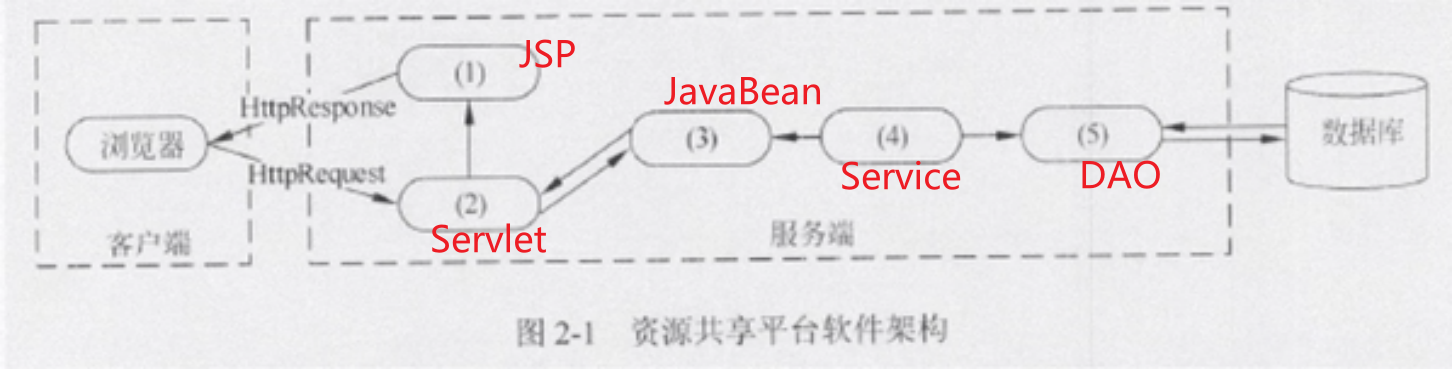 JSP
(1)
JavaBean
HttpResponse
浏览器
(3)
(4)
(5)
数据库
HttpRequest
Service
DAO
(2)
Servlet
客户端
服务端
图 2-1 资源共享平台软件架构